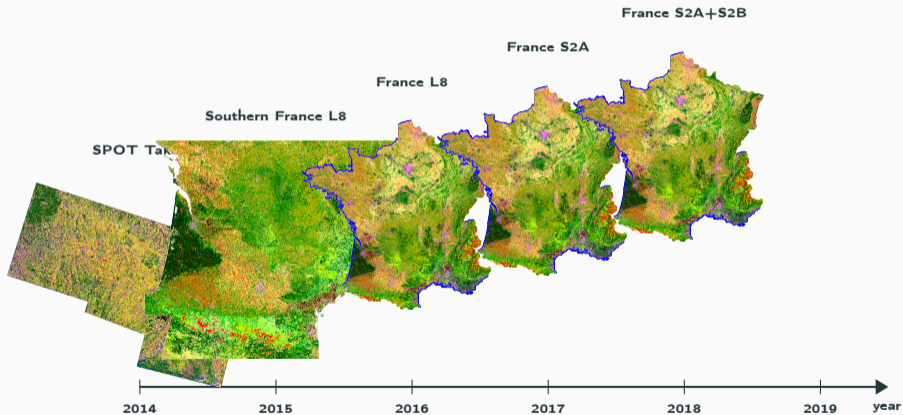 France S2A+S2B
France S2A
France L8
Southern France L8
SPOT
2014 2015 2016 2017 2018 2019 year